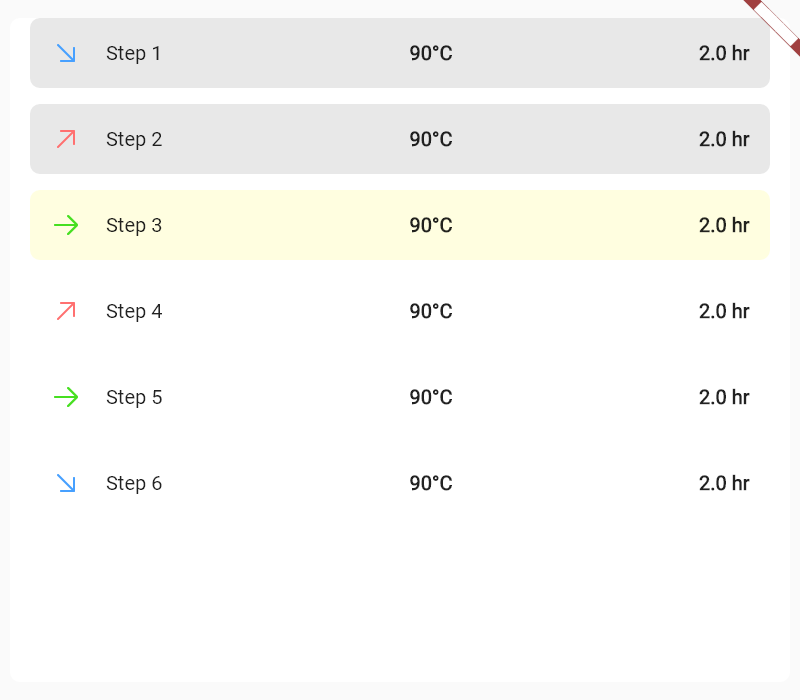 Step 1 90°C 2.0 hr
Step 2 90°C 2.0 hr
Step 3 90°C 2.0 hr
Step 4 90°C 2.0 hr
Step 5 90°C 2.0 hr
Step 6 90°C 2.0 hr